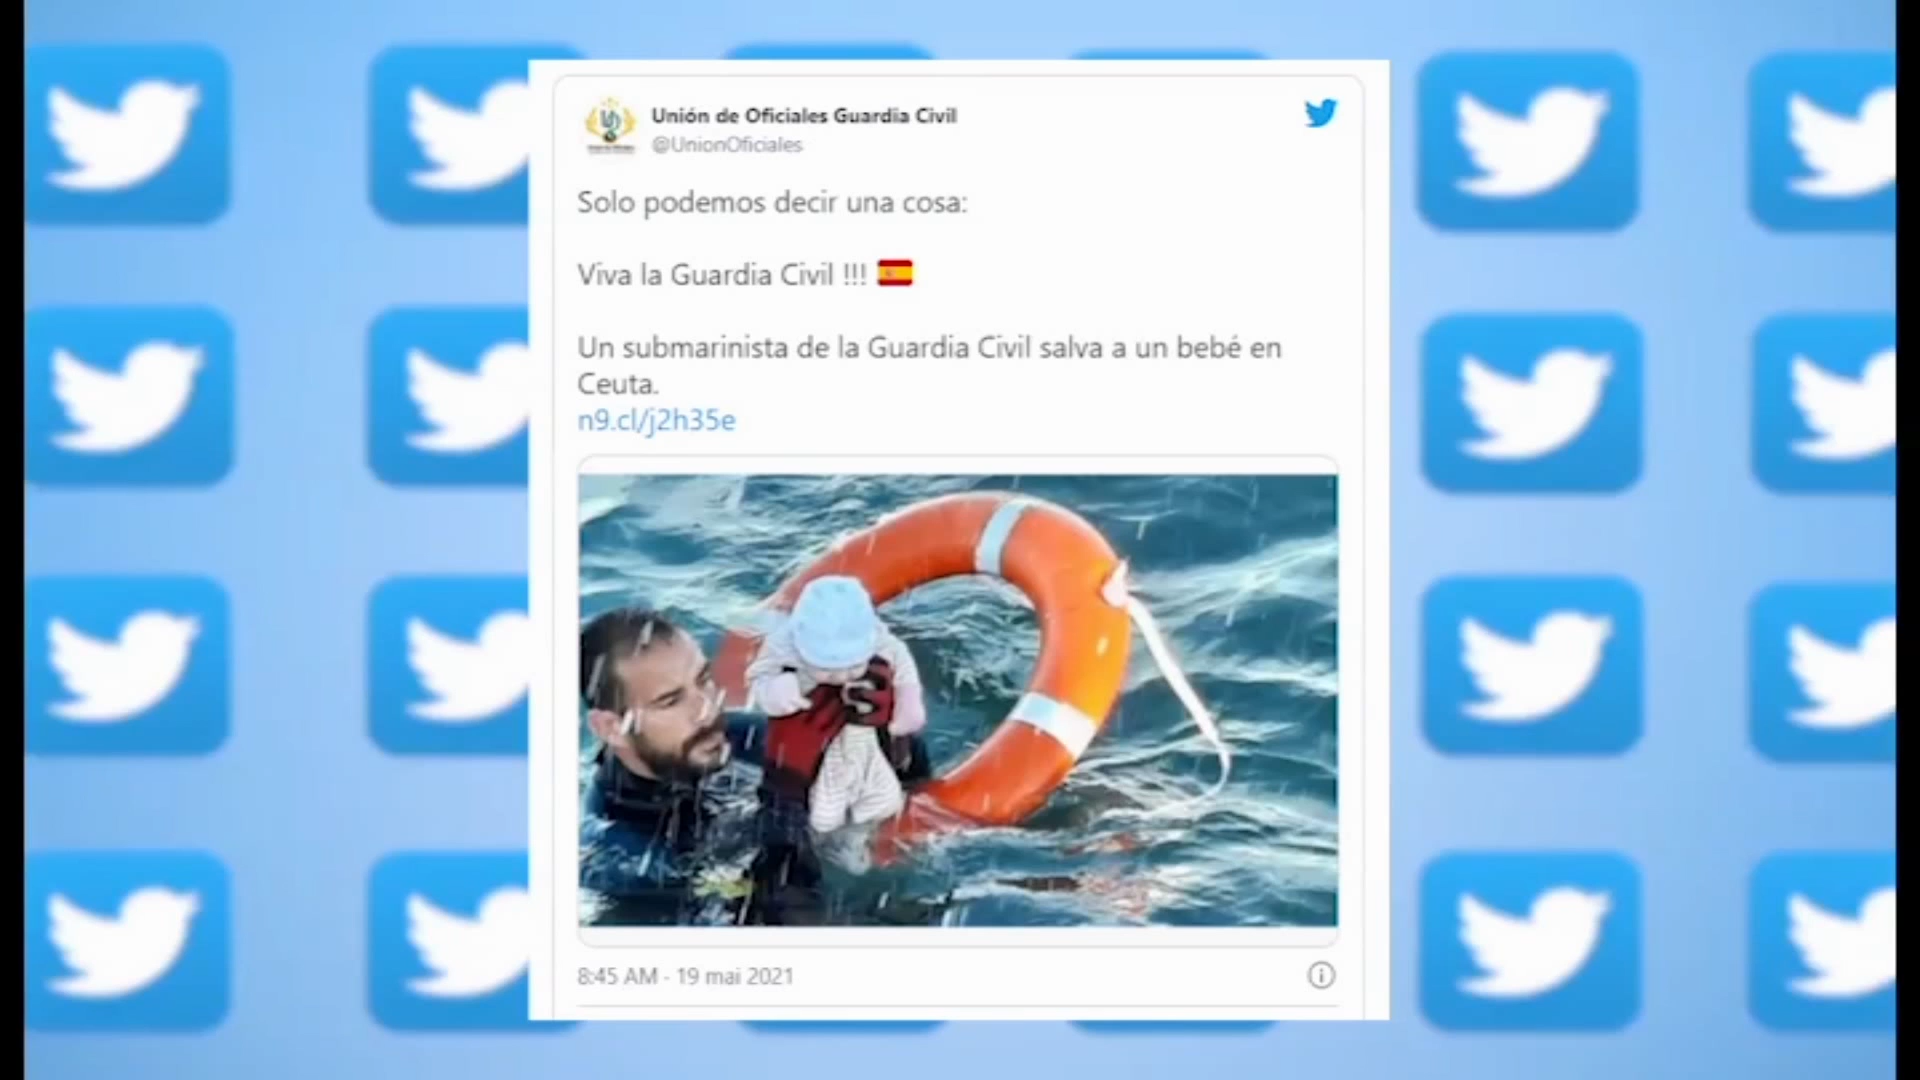 Unión de Oficiales Guardia Civil
@UnionOficiales
Solo podemos decir una cosa:
Viva la Guardia Civil !!!
Un submarinista de la Guardia Civil salva a un bebé en
Ceuta.
n9.cl/j2h35e
8:45 AM - 19 mai 2021